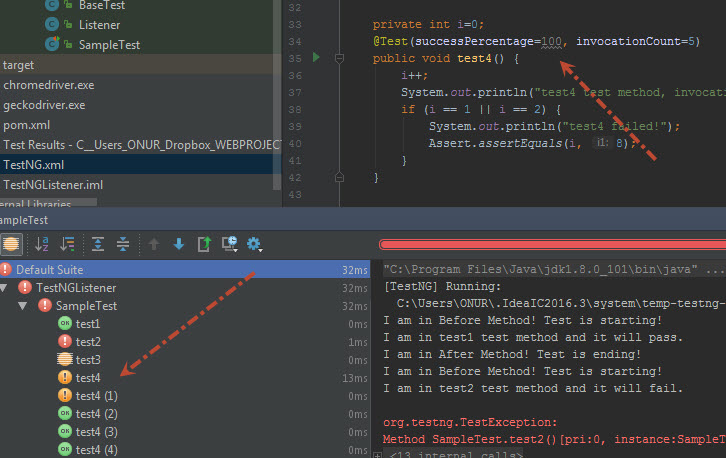 BaseTest
Listener
SampleTest
target
chromedriver.exe
geckodriver.exe
pom.xml
Test Results - C__Users_ONUR_Dropbox_WEBPROJECT
TestNG.xml
TestNGListener.iml
ternal Libraries
32
33 private int i=0;
34 @Test(successPercentage=100, invocationCount=5)
35 public void test4() {
36 i++;
37 System.out.println("test4 test method, invocati
38 if (i == 1 || i == 2) {
39 System.out.println("test4 failed!");
40 Assert.assertEquals(i, i1: 8);
41 }
42 }
43
ampleTest
Default Suite 32ms
TestNGListener 32ms
SampleTest 32ms
test1 0ms
test2 1ms
test3 0ms
test4 13ms
test4 (1) 0ms
test4 (2) 0ms
test4 (3) 0ms
test4 (4) 0ms
"C:\Program Files\Java\jdk1.8.0_101\bin\java" ...
[TestNG] Running:
C:\Users\ONUR\.IdeaIC2016.3\system\temp-testng-
I am in Before Method! Test is starting!
I am in test1 test method and it will pass.
I am in After Method! Test is ending!
I am in Before Method! Test is starting!
I am in test2 test method and it will fail.
org.testng.TestException:
Method SampleTest.test2()[pri:0, instance:SampleT
<13 internal calls>